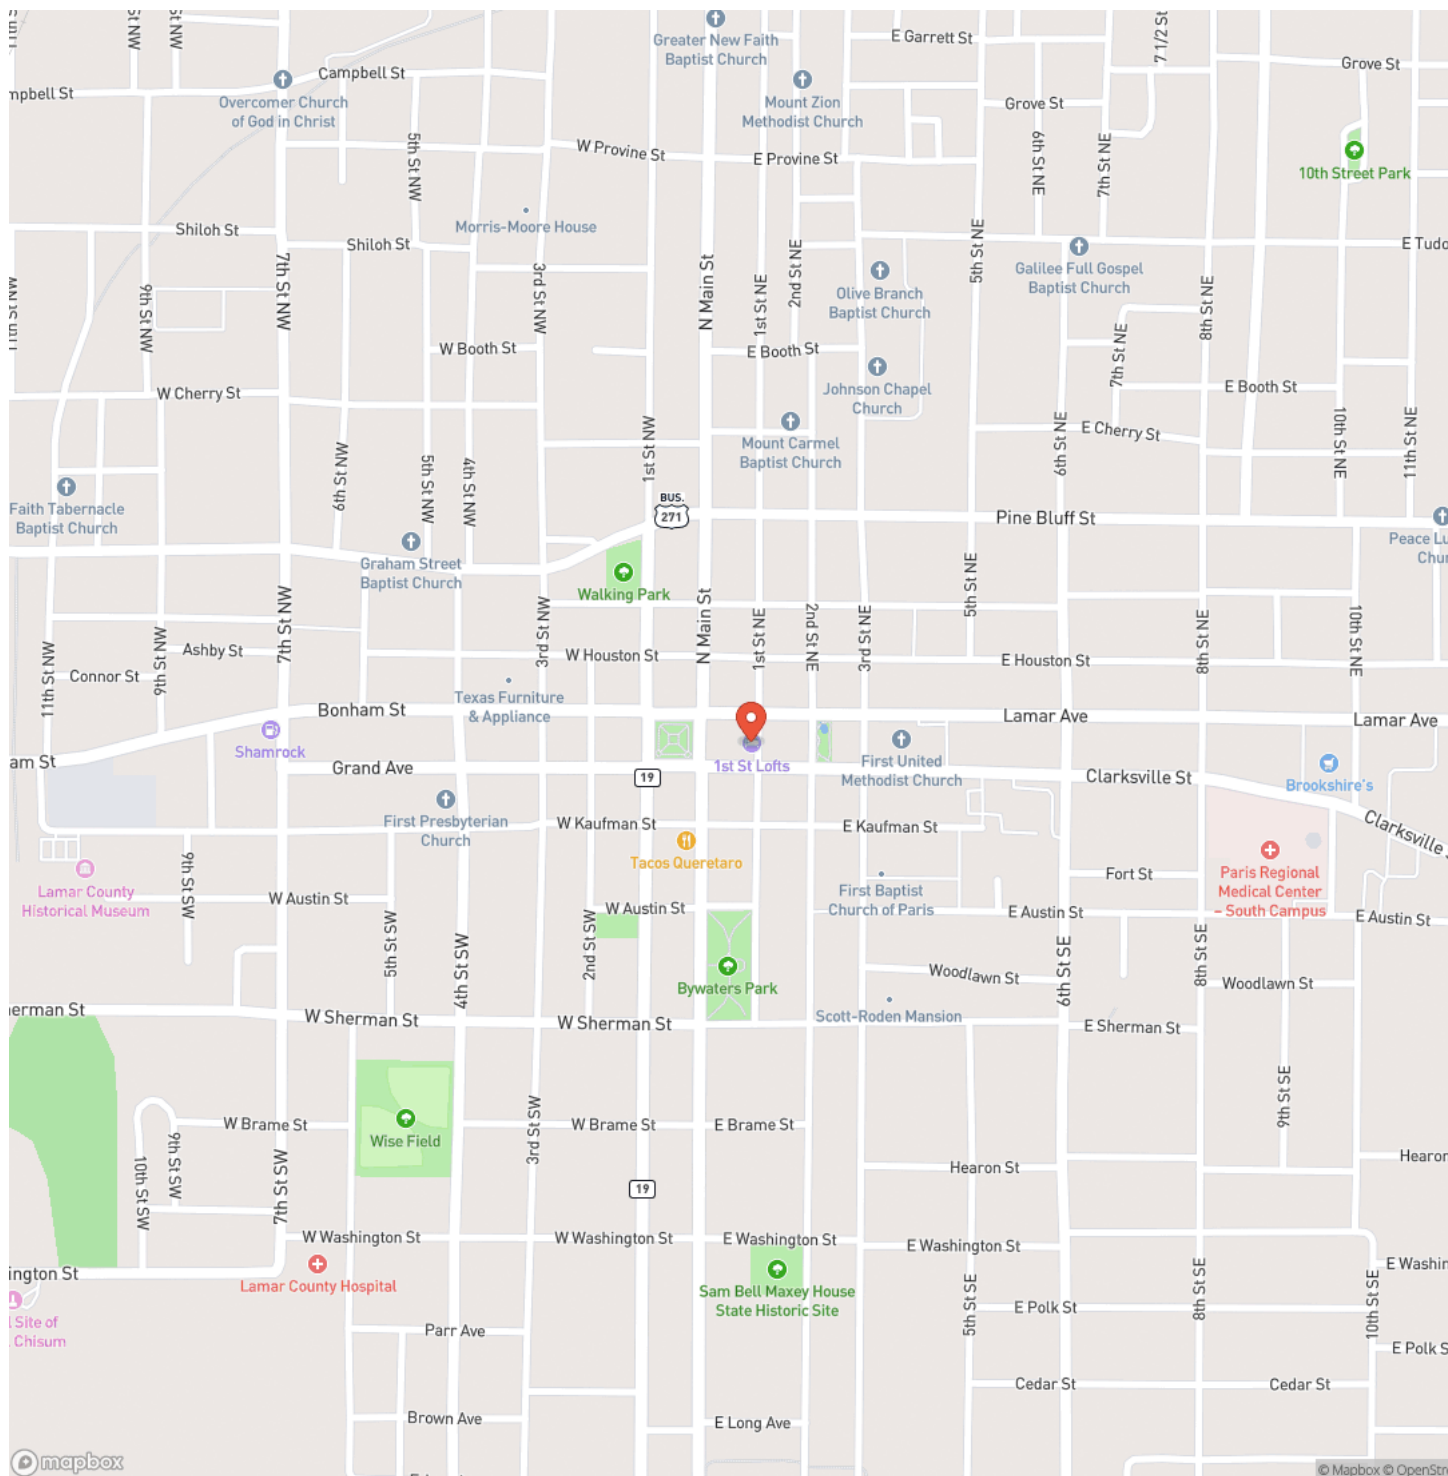 11th St NW
9th St NW
7th St NW
Greater New Faith
Baptist Church
E Garrett St
7 1/2 St
Grove St
Campbell St
Overcomer Church
of God in Christ
Mount Zion
Methodist Church
Grove St
5th St NW
W Provine St
E Provine St
6th St NE
7th St NE
10th Street Park
Shiloh St
Shiloh St
Morris-Moore House
7th St NW
9th St NW
3rd St NW
N Main St
1st St NE
2nd St NE
5th St NE
Olive Branch
Baptist Church
Galilee Full Gospel
Baptist Church
8th St NE
W Booth St
E Booth St
7th St NE
W Cherry St
Johnson Chapel
Church
E Booth St
6th St NW
5th St NW
4th St NW
1st St NW
Mount Carmel
Baptist Church
6th St NE
E Cherry St
10th St NE
11th St NE
Faith Tabernacle
Baptist Church
BUS.
271
Pine Bluff St
Graham Street
Baptist Church
Walking Park
7th St NW
3rd St NW
N Main St
1st St NE
2nd St NE
3rd St NE
5th St NE
8th St NE
10th St NE
11th St NW
9th St NW
Ashby St
Connor St
W Houston St
E Houston St
Texas Furniture
& Appliance
Bonham St
Lamar Ave
Lamar Ave
Shamrock
Grand Ave
19
1st St Lofts
First United
Methodist Church
Clarksville St
Brookshire's
First Presbyterian
Church
W Kaufman St
E Kaufman St
Tacos Queretaro
Lamar County
Historical Museum
9th St SW
W Austin St
5th St SW
4th St SW
2nd St SW
W Austin St
First Baptist
Church of Paris
Fort St
Paris Regional
Medical Center
– South Campus
E Austin St
E Austin St
Bywaters Park
Woodlawn St
Woodlawn St
6th St SE
8th St SE
W Sherman St
W Sherman St
Scott-Roden Mansion
E Sherman St
Wise Field
W Brame St
W Brame St
E Brame St
10th St SW
9th St SW
7th St SW
3rd St SW
9th St SE
Hearon St
19
W Washington St
W Washington St
E Washington St
E Washington St
Lamar County Hospital
Sam Bell Maxey House
State Historic Site
5th St SE
8th St SE
10th St SE
E Polk St
Parr Ave
Cedar St
Cedar St
Brown Ave
E Long Ave
mapbox
© Mapbox